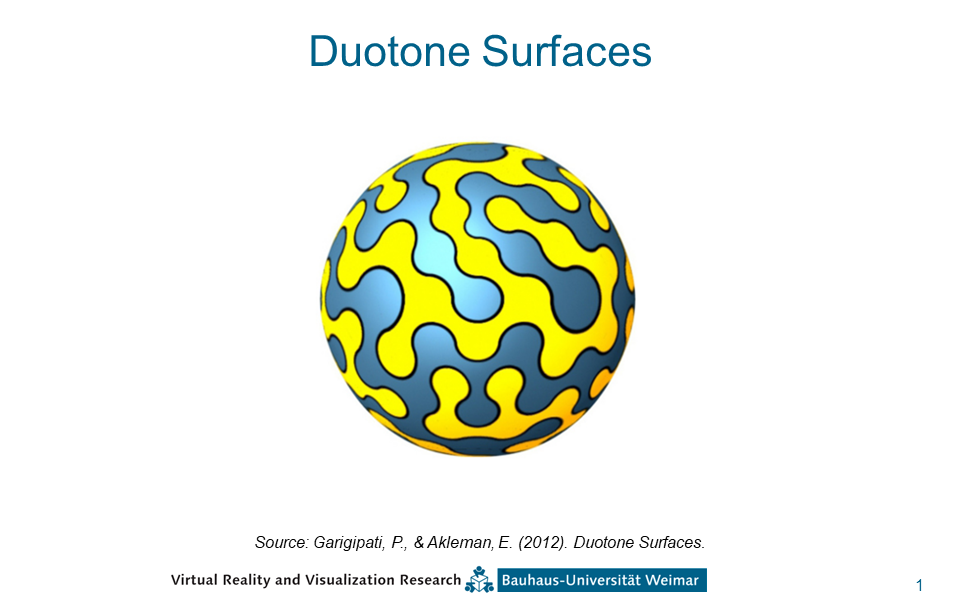 Duotone Surfaces
Source: Garigipati, P., & Akleman, E. (2012). Duotone Surfaces.
Virtual Reality and Visualization Research Bauhaus-Universität Weimar
1